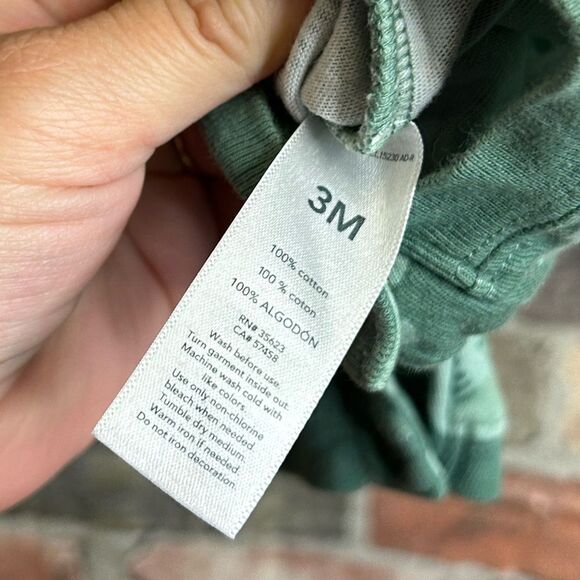 15230 AD-R
3M
100% cotton
100 % coton
100% ALGODÓN
RN# 35623
CA# 57458
Wash before use.
Turn garment inside out.
Machine wash cold with
like colors.
Use only non-chlorine
bleach when needed.
Tumble dry medium.
Warm iron if needed.
Do not iron decoration.